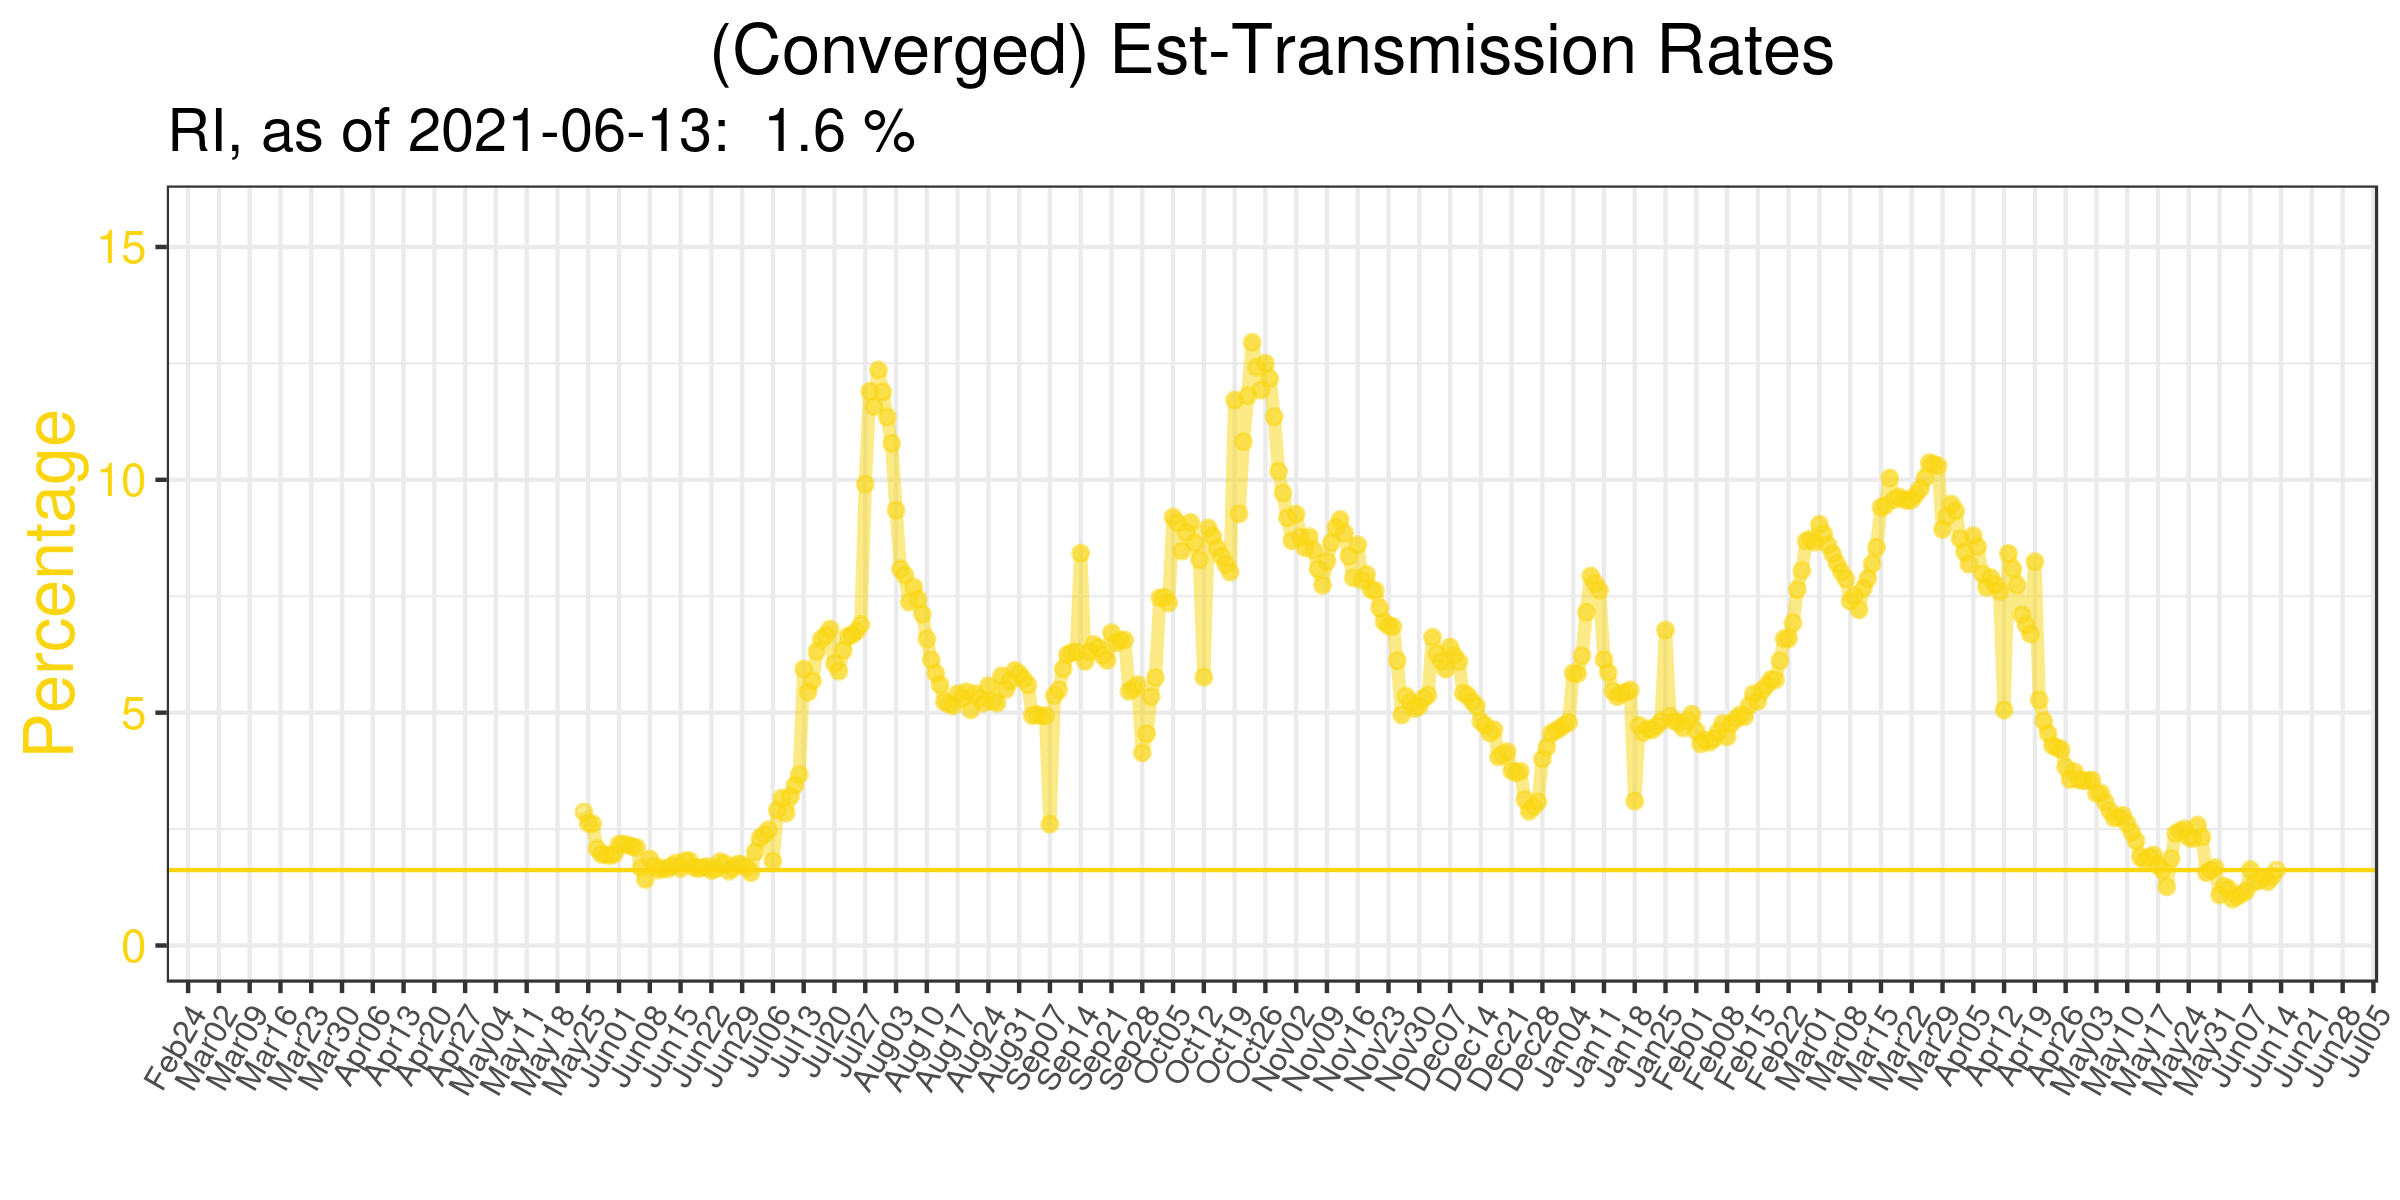 (Converged) Est-Transmission Rates
RI, as of 2021-06-13:  1.6 %
Percentage
15
10
5
0
Feb24
Mar02
Mar09
Mar16
Mar23
Mar30
Apr06
Apr13
Apr20
Apr27
May04
May11
May18
May25
Jun01
Jun08
Jun15
Jun22
Jun29
Jul06
Jul13
Jul20
Jul27
Aug03
Aug10
Aug17
Aug24
Aug31
Sep07
Sep14
Sep21
Sep28
Oct05
Oct12
Oct19
Oct26
Nov02
Nov09
Nov16
Nov23
Nov30
Dec07
Dec14
Dec21
Dec28
Jan04
Jan11
Jan18
Jan25
Feb01
Feb08
Feb15
Feb22
Mar01
Mar08
Mar15
Mar22
Mar29
Apr05
Apr12
Apr19
Apr26
May03
May10
May17
May24
May31
Jun07
Jun14
Jun21
Jun28
Jul05